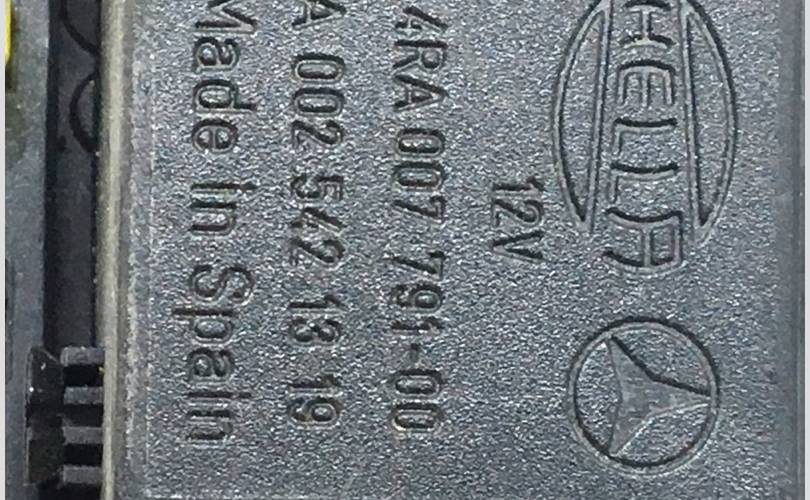 HELLA
12V
4RA 007 791-00
A 002 542 13 19
Made in Spain